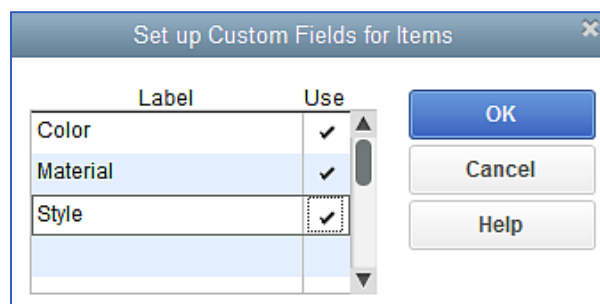 Set up Custom Fields for Items
Label Use
Color
Material
Style
OK
Cancel
Help